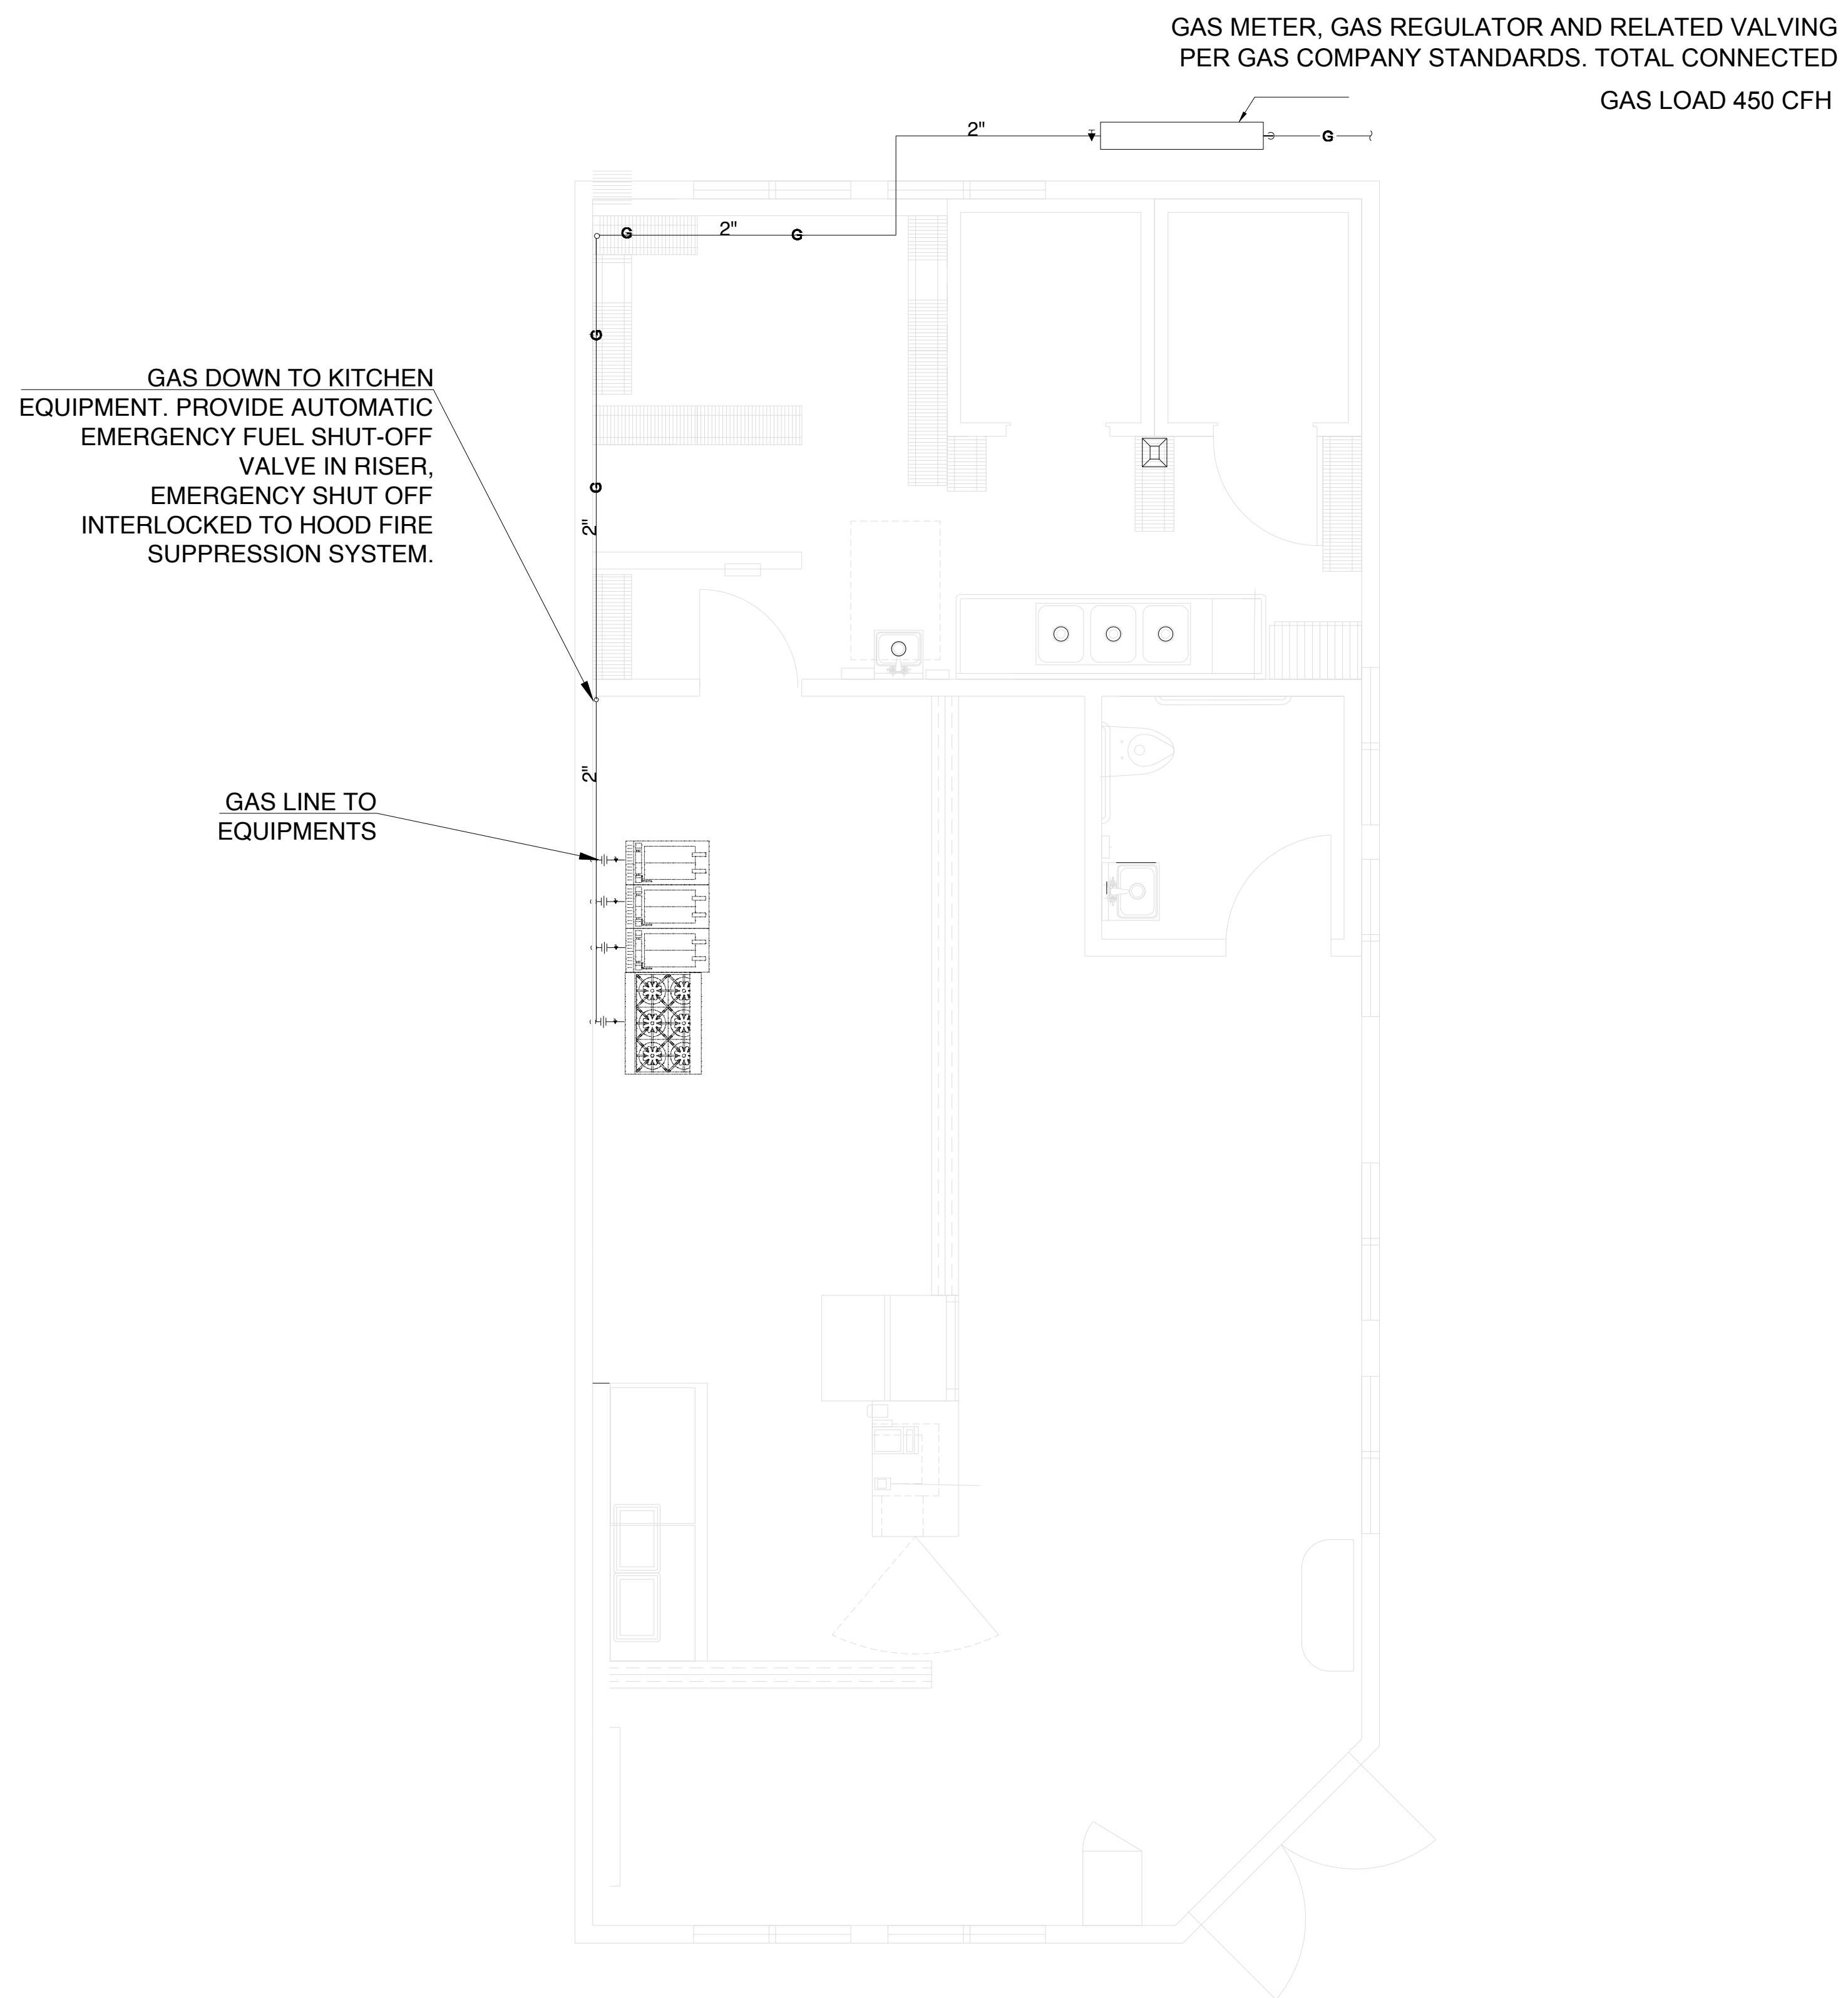 GAS METER, GAS REGULATOR AND RELATED VALVING
PER GAS COMPANY STANDARDS. TOTAL CONNECTED
GAS LOAD 450 CFH
2"
G
G
2"
G
G
GAS DOWN TO KITCHEN
EQUIPMENT. PROVIDE AUTOMATIC
EMERGENCY FUEL SHUT-OFF
VALVE IN RISER,
EMERGENCY SHUT OFF
INTERLOCKED TO HOOD FIRE
SUPPRESSION SYSTEM.
G
2"
2"
GAS LINE TO
EQUIPMENTS